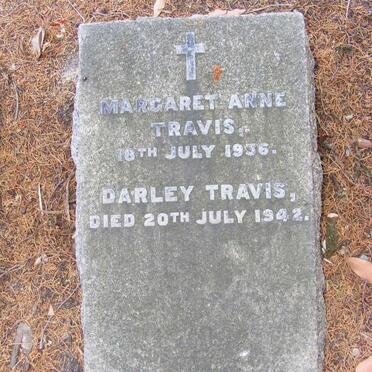 MARGARET ANNE
TRAVIS,
18TH JULY 1936.
DARLEY TRAVIS,
DIED 20TH JULY 1942.